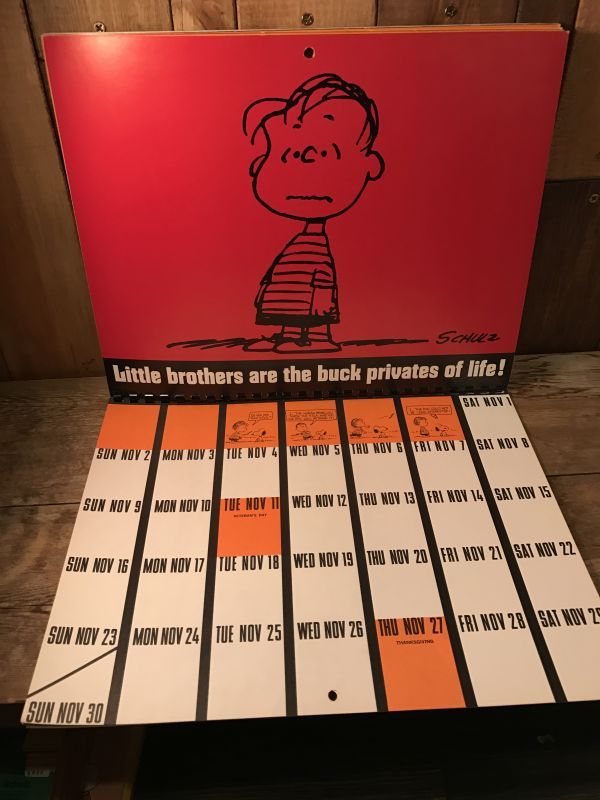 SCHULZ
Little brothers are the buck privates of life!
SAT NOV 1
SUN NOV 2 MON NOV 3 TUE NOV 4 WED NOV 5 THU NOV 6 FRI NOV 7 SAT NOV 8
SUN NOV 9 MON NOV 10 TUE NOV 11 WED NOV 12 THU NOV 13 FRI NOV 14 SAT NOV 15
VETERAN'S DAY
SUN NOV 16 MON NOV 17 TUE NOV 18 WED NOV 19 THU NOV 20 FRI NOV 21 SAT NOV 22
SUN NOV 23 MON NOV 24 TUE NOV 25 WED NOV 26 THU NOV 27 FRI NOV 28 SAT NOV 29
THANKSGIVING
SUN NOV 30